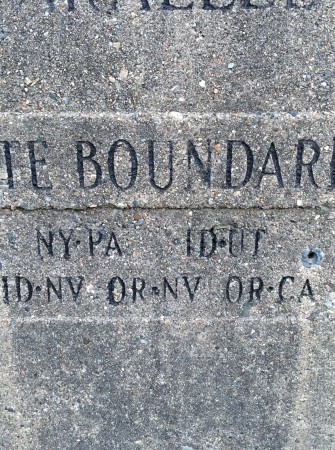 TE BOUNDAR
NY·PA ID·UT
ID·NV OR·NV OR·CA